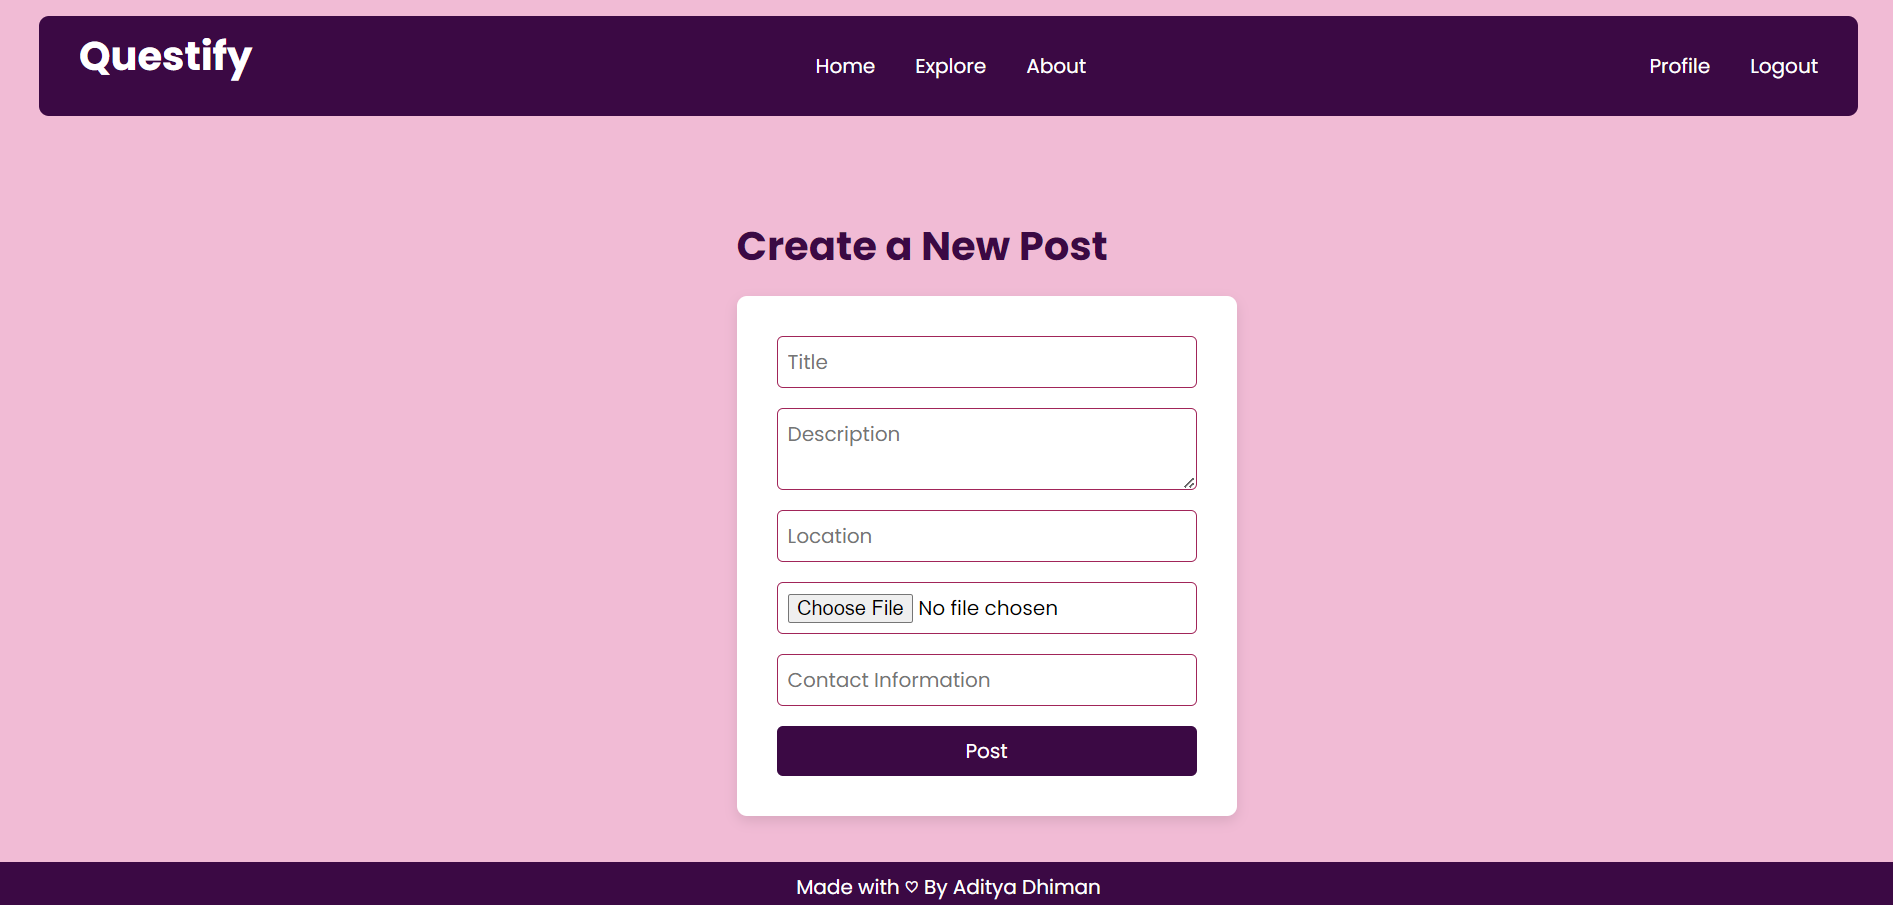 Questify
Home Explore About
Profile Logout
Create a New Post
Title
Description
Location
Choose File No file chosen
Contact Information
Post
Made with ♡ By Aditya Dhiman